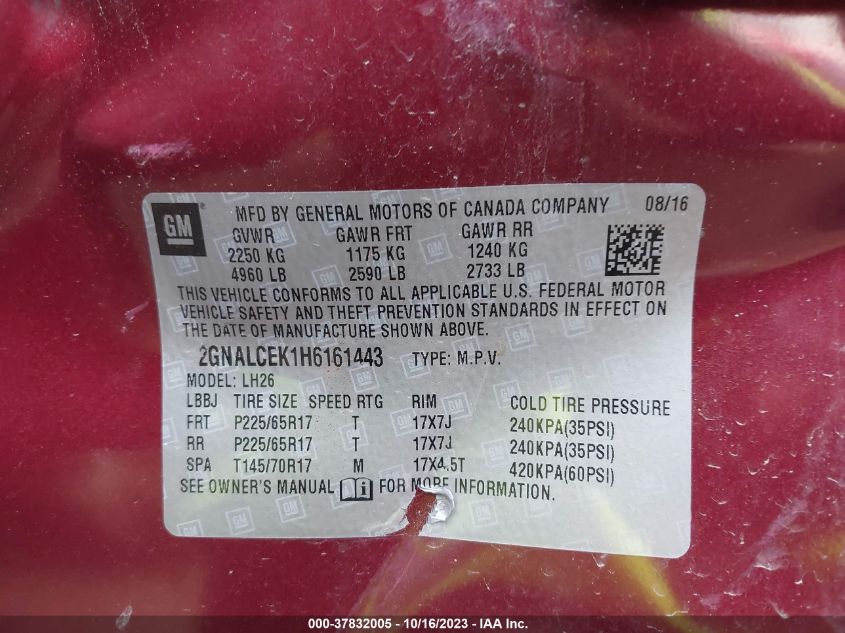 GM MFD BY GENERAL MOTORS OF CANADA COMPANY 08/16
GVWR GAWR FRT GAWR RR
2250 KG 1175 KG 1240 KG
4960 LB 2590 LB 2733 LB
THIS VEHICLE CONFORMS TO ALL APPLICABLE U.S. FEDERAL MOTOR
VEHICLE SAFETY AND THEFT PREVENTION STANDARDS IN EFFECT ON
THE DATE OF MANUFACTURE SHOWN ABOVE.
2GNALCEK1H6161443 TYPE: M.P.V.
MODEL: LH26
LBBJ TIRE SIZE SPEED RTG RIM COLD TIRE PRESSURE
FRT P225/65R17 T 17X7J 240KPA(35PSI)
RR P225/65R17 T 17X7J 240KPA(35PSI)
SPA T145/70R17 M 17X4.5T 420KPA(60PSI)
SEE OWNER'S MANUAL FOR MORE INFORMATION.
000-37832005 - 10/16/2023 - IAA Inc.